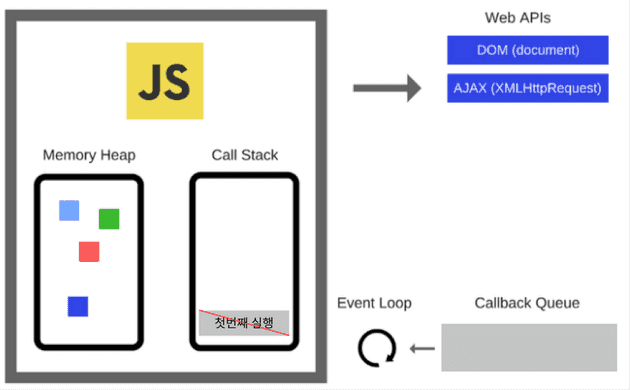 Web APIs
DOM (document)
AJAX (XMLHttpRequest)
JS
Memory Heap
Call Stack
첫번째 실행
Event Loop
Callback Queue